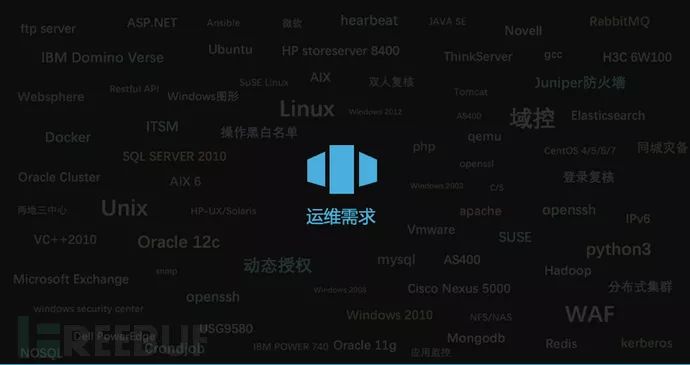 ftp server ASP.NET Ansible 微软 hearbeat JAVA SE Novell RebbitMQ
IBM Domino Verse Ubuntu HP storeserver 8400 ThinkServer gcc H3C 6W100
Websphere Restful API Windows图形 SuSE Linux AIX 双人复核 Tomcat Juniper防火墙
Linux Windows 2012 AS400 域控 Elasticsearch
Docker ITSM 操作黑白名单 php qemu CentOS 4/5/6/7 同城灾备
SQL SERVER 2010 openssl
Oracle Cluster AIX 6 Windows 2003 C/S 登录复核
两地三中心 Unix HP-UX/Solaris 运维需求 apache openssh IPv6
VC++2010 Oracle 12c Vmware SUSE python3
Microsoft Exchange snmp 动态授权 mysql AS400 Hadoop
openssh Windows 2008 Cisco Nexus 5000 分布式集群
windows security center Windows 2010 NFS/NAS WAF
FREEBUF
Dell PowerEdge USG9580 Mongodb
NOSQL Crondjob IBM POWER 740 Oracle 11g 应用监控 Redis kerberos